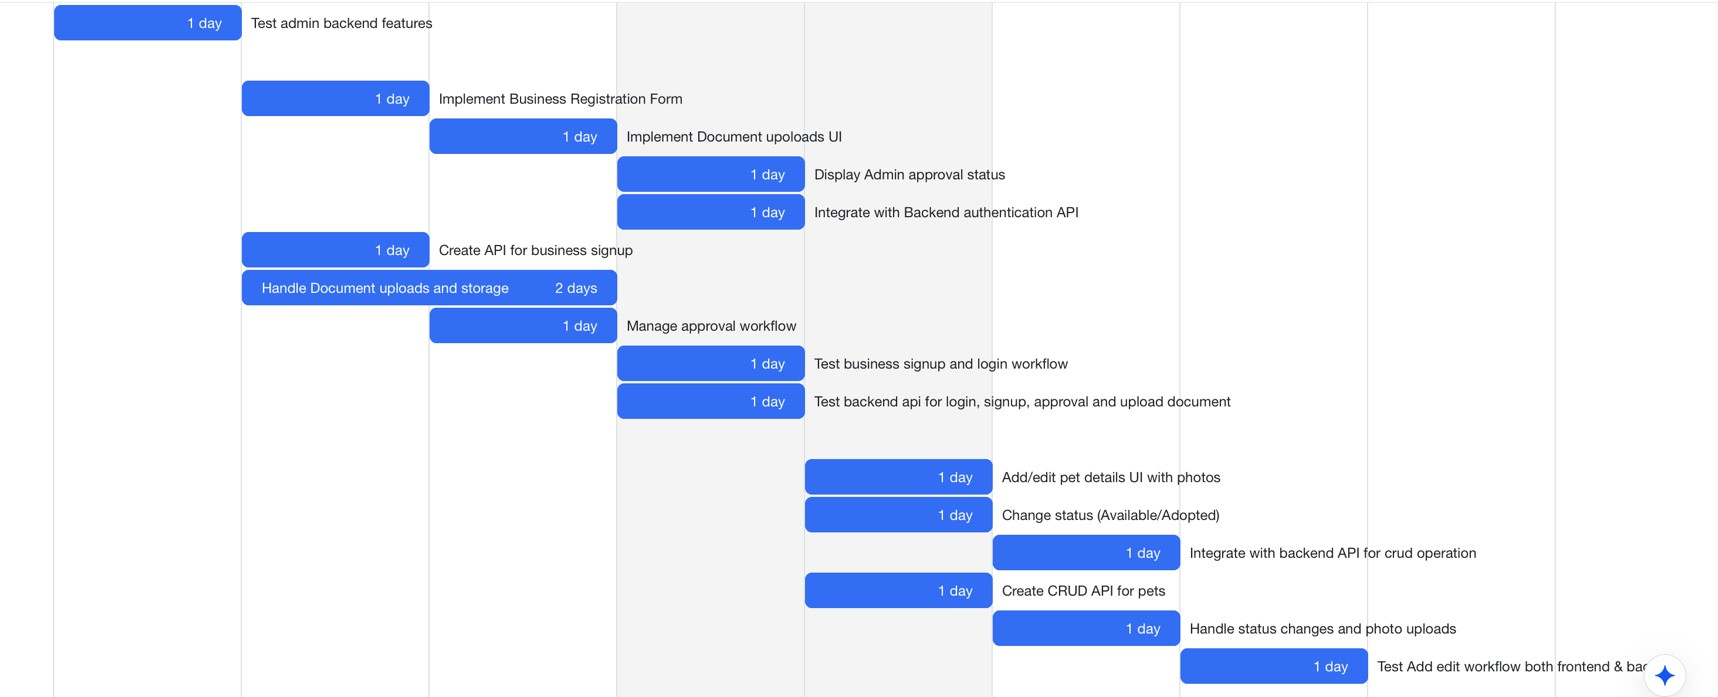 1 day Test admin backend features
1 day Implement Business Registration Form
1 day Implement Document upoloads UI
1 day Display Admin approval status
1 day Integrate with Backend authentication API
1 day Create API for business signup
Handle Document uploads and storage 2 days
1 day Manage approval workflow
1 day Test business signup and login workflow
1 day Test backend api for login, signup, approval and upload document
1 day Add/edit pet details UI with photos
1 day Change status (Available/Adopted)
1 day Integrate with backend API for crud operation
1 day Create CRUD API for pets
1 day Handle status changes and photo uploads
1 day Test Add edit workflow both frontend &